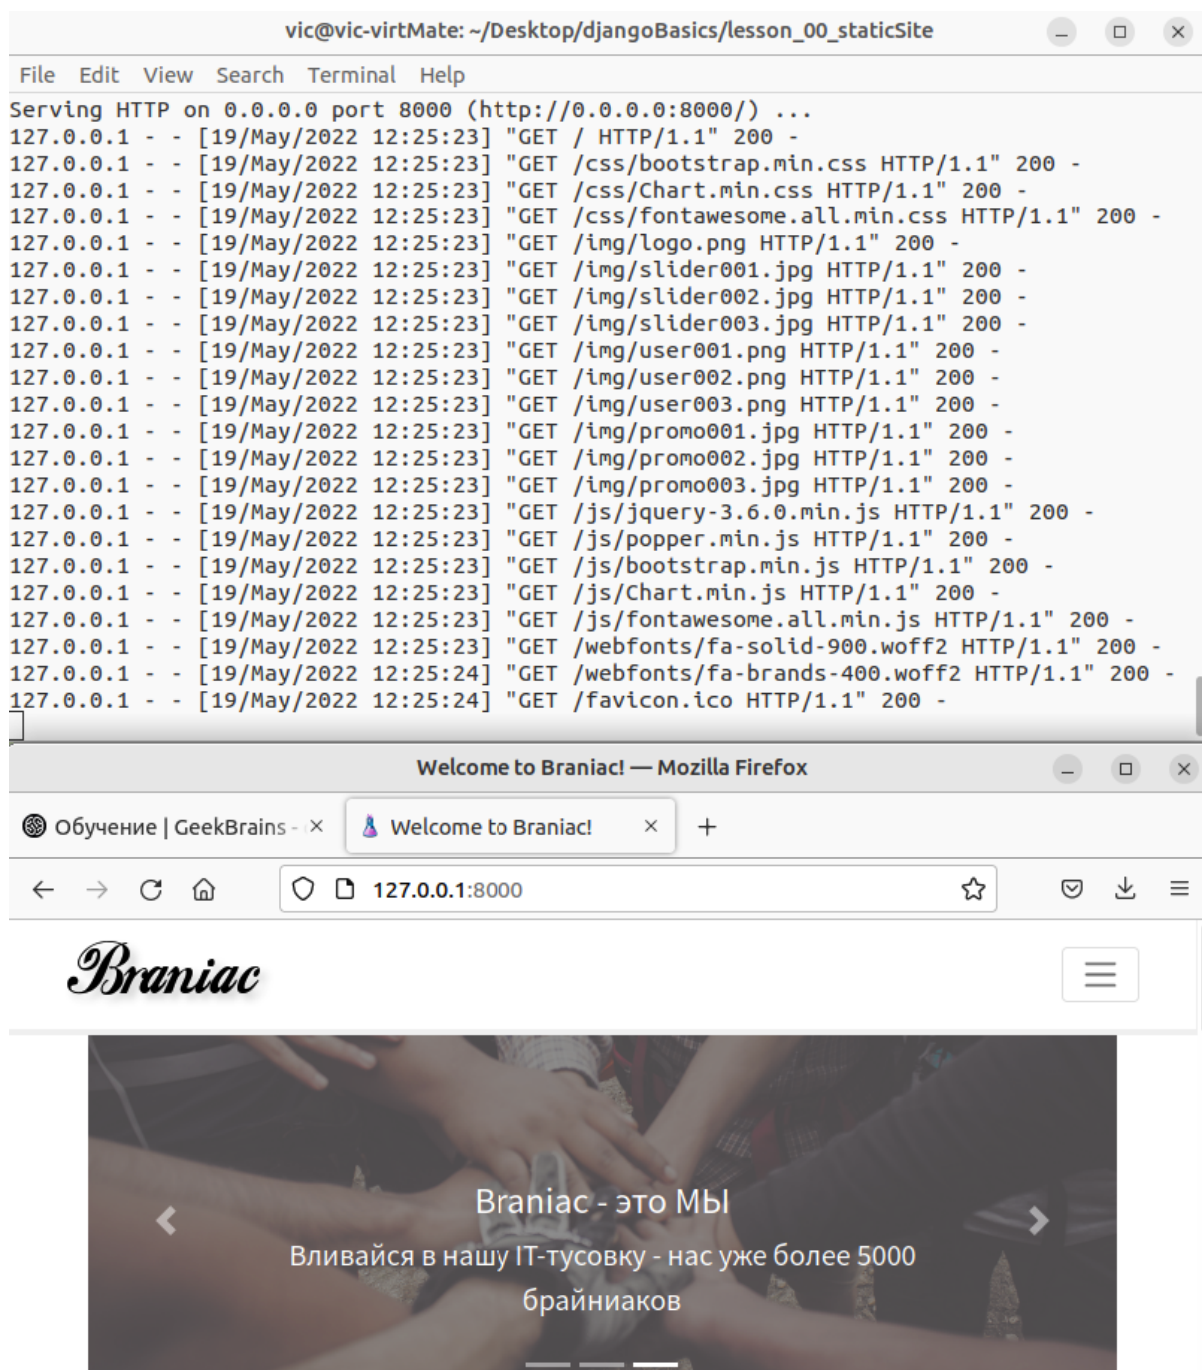 vic@vic-virtMate: ~/Desktop/djangoBasics/lesson_00_staticSite
File Edit View Search Terminal Help
Serving HTTP on 0.0.0.0 port 8000 (http://0.0.0.0:8000/) ...
127.0.0.1 - - [19/May/2022 12:25:23] "GET / HTTP/1.1" 200 -
127.0.0.1 - - [19/May/2022 12:25:23] "GET /css/bootstrap.min.css HTTP/1.1" 200 -
127.0.0.1 - - [19/May/2022 12:25:23] "GET /css/Chart.min.css HTTP/1.1" 200 -
127.0.0.1 - - [19/May/2022 12:25:23] "GET /css/fontawesome.all.min.css HTTP/1.1" 200 -
127.0.0.1 - - [19/May/2022 12:25:23] "GET /img/logo.png HTTP/1.1" 200 -
127.0.0.1 - - [19/May/2022 12:25:23] "GET /img/slider001.jpg HTTP/1.1" 200 -
127.0.0.1 - - [19/May/2022 12:25:23] "GET /img/slider002.jpg HTTP/1.1" 200 -
127.0.0.1 - - [19/May/2022 12:25:23] "GET /img/slider003.jpg HTTP/1.1" 200 -
127.0.0.1 - - [19/May/2022 12:25:23] "GET /img/user001.png HTTP/1.1" 200 -
127.0.0.1 - - [19/May/2022 12:25:23] "GET /img/user002.png HTTP/1.1" 200 -
127.0.0.1 - - [19/May/2022 12:25:23] "GET /img/user003.png HTTP/1.1" 200 -
127.0.0.1 - - [19/May/2022 12:25:23] "GET /img/promo001.jpg HTTP/1.1" 200 -
127.0.0.1 - - [19/May/2022 12:25:23] "GET /img/promo002.jpg HTTP/1.1" 200 -
127.0.0.1 - - [19/May/2022 12:25:23] "GET /img/promo003.jpg HTTP/1.1" 200 -
127.0.0.1 - - [19/May/2022 12:25:23] "GET /js/jquery-3.6.0.min.js HTTP/1.1" 200 -
127.0.0.1 - - [19/May/2022 12:25:23] "GET /js/popper.min.js HTTP/1.1" 200 -
127.0.0.1 - - [19/May/2022 12:25:23] "GET /js/bootstrap.min.js HTTP/1.1" 200 -
127.0.0.1 - - [19/May/2022 12:25:23] "GET /js/Chart.min.js HTTP/1.1" 200 -
127.0.0.1 - - [19/May/2022 12:25:23] "GET /js/fontawesome.all.min.js HTTP/1.1" 200 -
127.0.0.1 - - [19/May/2022 12:25:23] "GET /webfonts/fa-solid-900.woff2 HTTP/1.1" 200 -
127.0.0.1 - - [19/May/2022 12:25:24] "GET /webfonts/fa-brands-400.woff2 HTTP/1.1" 200 -
127.0.0.1 - - [19/May/2022 12:25:24] "GET /favicon.ico HTTP/1.1" 200 -
Welcome to Braniac! — Mozilla Firefox
Обучение | GeekBrains - Welcome to Braniac!
127.0.0.1:8000
Braniac
Braniac - это МЫ
Вливайся в нашу IT-тусовку - нас уже более 5000
брайниаков